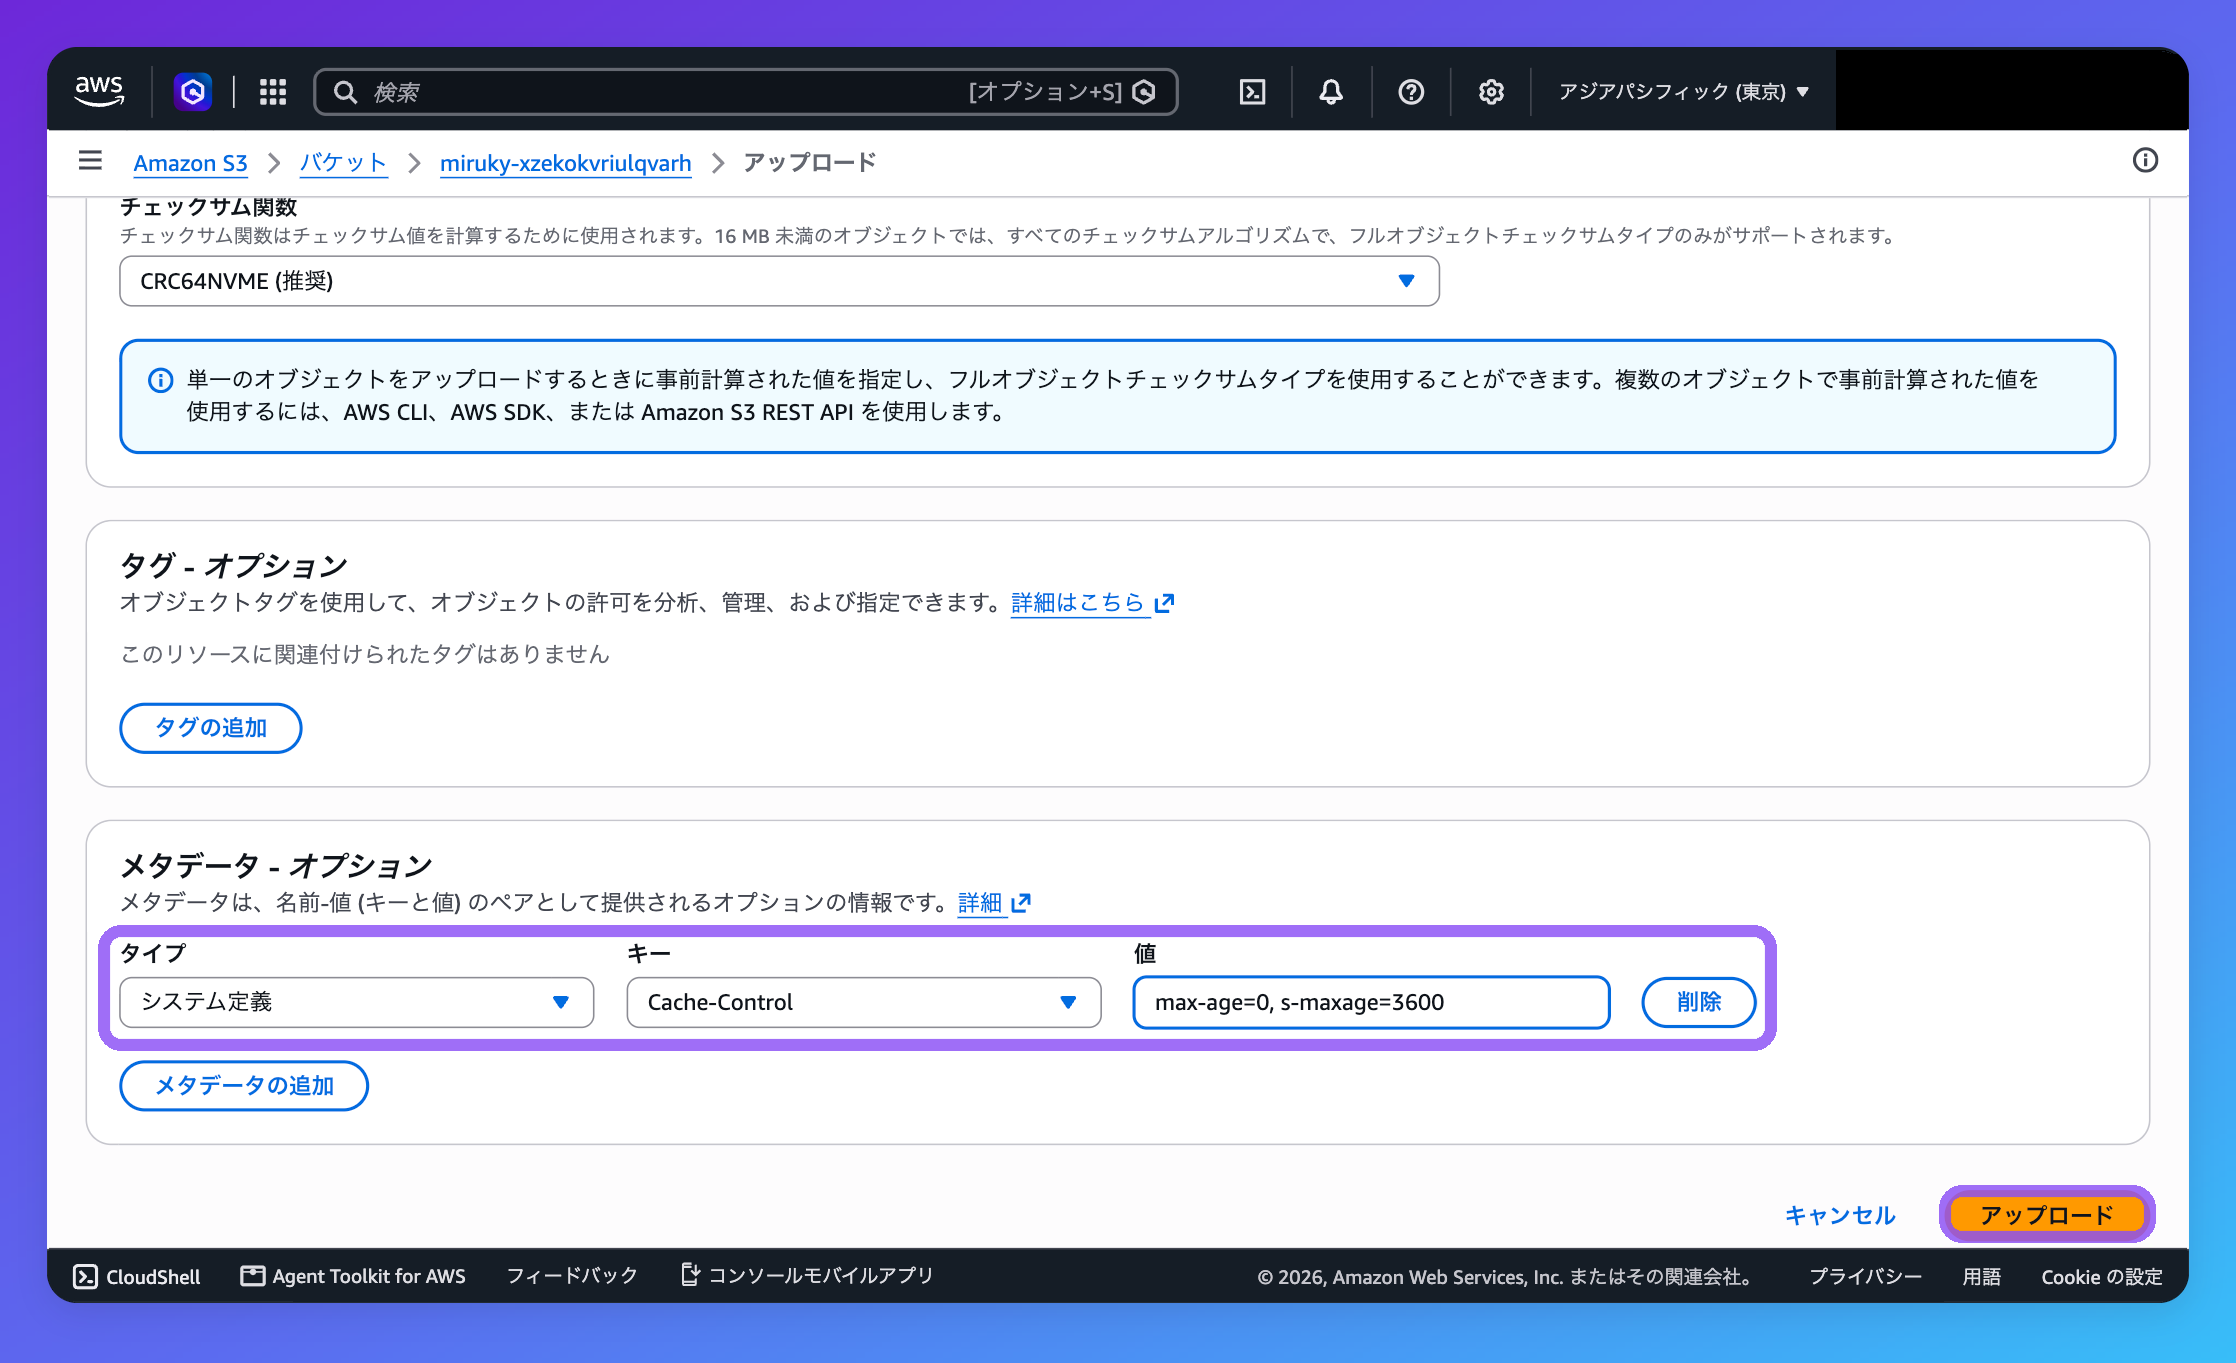 aws
検索
[オプション+S]
アジアパシフィック (東京)
Amazon S3
バケット
miruky-xzekokvriulqvarh
アップロード
チェックサム関数
チェックサム関数はチェックサム値を計算するために使用されます。16 MB 未満のオブジェクトでは、すべてのチェックサムアルゴリズムで、フルオブジェクトチェックサムタイプのみがサポートされます。
CRC64NVME (推奨)
単一のオブジェクトをアップロードするときに事前計算された値を指定し、フルオブジェクトチェックサムタイプを使用することができます。複数のオブジェクトで事前計算された値を
使用するには、AWS CLI、AWS SDK、または Amazon S3 REST API を使用します。
タグ - オプション
オブジェクトタグを使用して、オブジェクトの許可を分析、管理、および指定できます。 詳細はこちら
このリソースに関連付けられたタグはありません
タグの追加
メタデータ - オプション
メタデータは、名前-値 (キーと値) のペアとして提供されるオプションの情報です。 詳細
タイプ
キー
値
システム定義
Cache-Control
max-age=0, s-maxage=3600
削除
メタデータの追加
キャンセル
アップロード
CloudShell
Agent Toolkit for AWS
フィードバック
コンソールモバイルアプリ
© 2026, Amazon Web Services, Inc. またはその関連会社。
プライバシー
用語
Cookie の設定